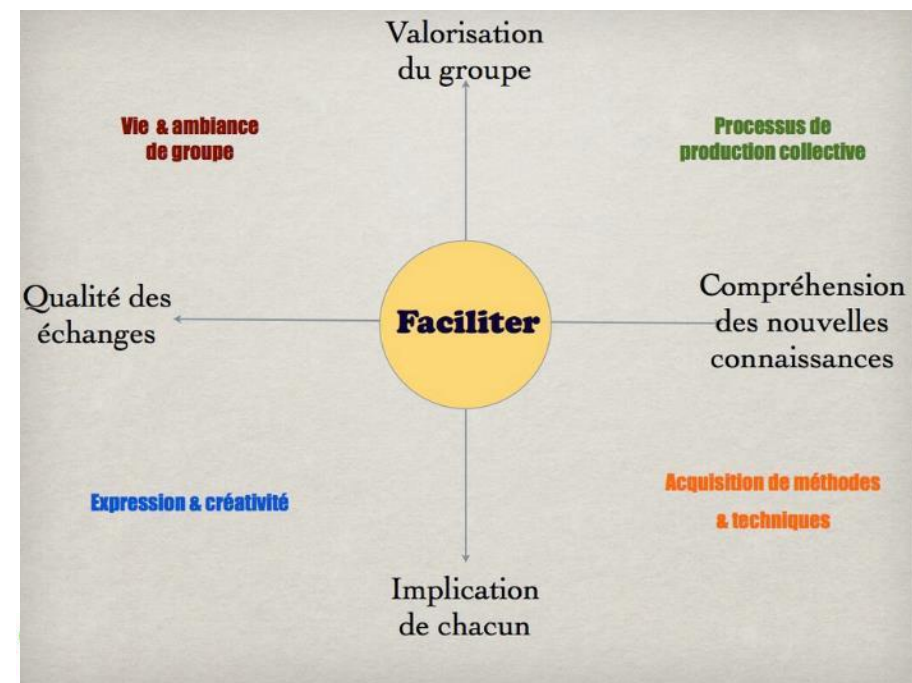 Valorisation
du groupe
Vie & ambiance
de groupe
Processus de
production collective
Qualité des
échanges
Faciliter
Compréhension
des nouvelles
connaissances
Expression & créativité
Acquisition de méthodes
& techniques
Implication
de chacun